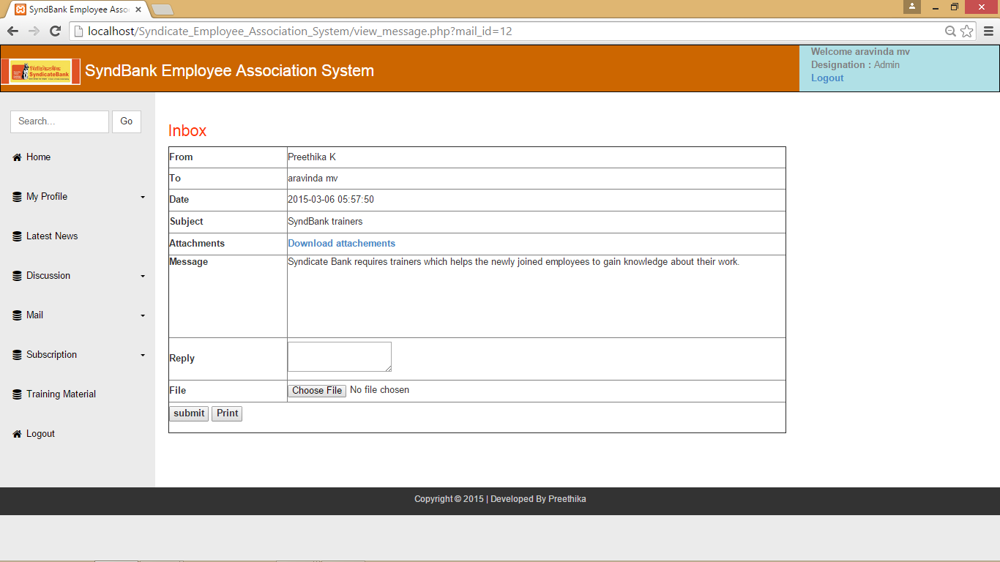 SyndBank Employee Asso
localhost/Syndicate_Employee_Association_System/view_message.php?mail_id=12
सिंडिकेटबैंक
SyndicateBank
SyndBank Employee Association System
Welcome aravinda mv
Designation : Admin
Logout
Search...
Go
Home
My Profile
Latest News
Discussion
Mail
Subscription
Training Material
Logout
Inbox
From Preethika K
To aravinda mv
Date 2015-03-06 05:57:50
Subject SyndBank trainers
Attachments Download attachements
Message Syndicate Bank requires trainers which helps the newly joined employees to gain knowledge about their work.
Reply
File Choose File No file chosen
submit Print
Copyright © 2015 | Developed By Preethika